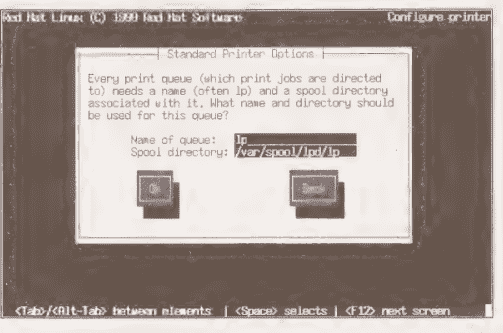 Red Hat Linux (C) 1999 Red Hat Software Configure printer
Standard Printer Options
Every print queue (which print jobs are directed
to) needs a name (often lp) and a spool directory
associated with it. What name and directory should
be used for this queue?
Name of queue: lp
Spool directory: /var/spool/lpd/lp
Ok Back
<Tab>/<Alt-Tab> between elements | <Space> selects | <F12> next screen